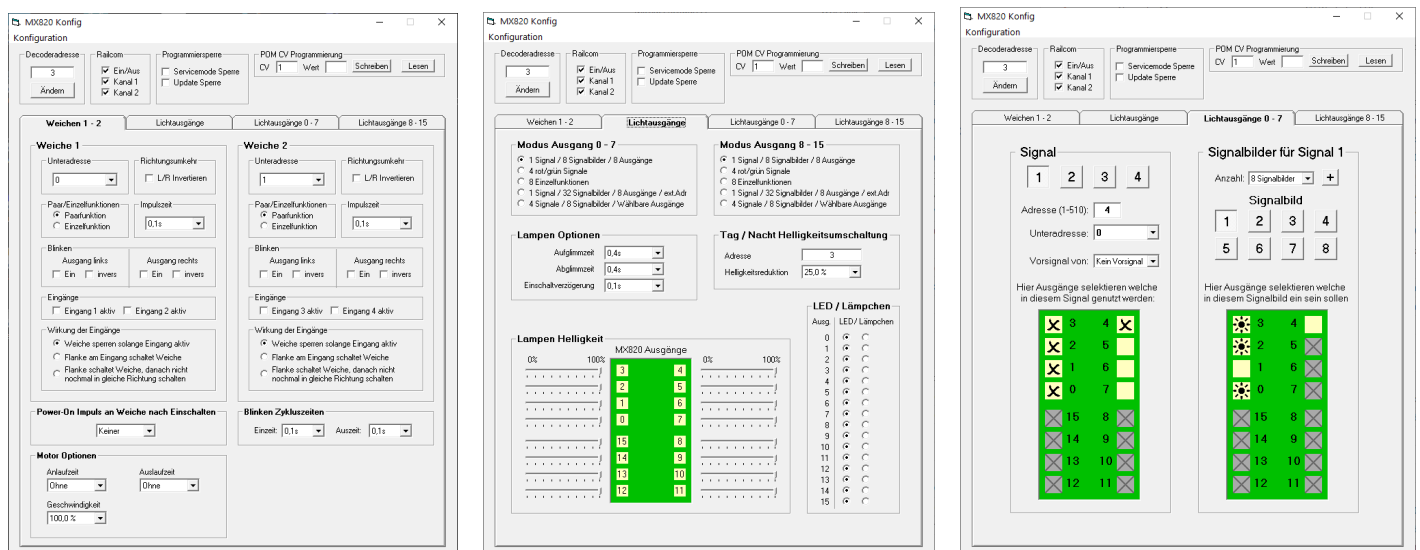 MX820 Konfig
Konfiguration
Decoderadresse
3
Ändern
Railcom
Ein/Aus
Kanal 1
Kanal 2
Programmiersperre
Servicemode Sperre
Update Sperre
POM CV Programmierung
CV 1 Wert Schreiben Lesen
Weichen 1 - 2 Lichtausgänge Lichtausgänge 0 - 7 Lichtausgänge 8 - 15
Weiche 1
Unteradresse
0
Richtungsumkehr
L/R Invertieren
Paar/Einzelfunktionen
Paarfunktion
Einzelfunktion
Impulszeit
0,1s
Blinken
Ausgang links Ausgang rechts
Ein invers Ein invers
Eingänge
Eingang 1 aktiv Eingang 2 aktiv
Wirkung der Eingänge
Weiche sperren solange Eingang aktiv
Flanke am Eingang schaltet Weiche
Flanke schaltet Weiche, danach nicht
nochmal in gleiche Richtung schalten
Weiche 2
Unteradresse
1
Richtungsumkehr
L/R Invertieren
Paar/Einzelfunktionen
Paarfunktion
Einzelfunktion
Impulszeit
0,1s
Blinken
Ausgang links Ausgang rechts
Ein invers Ein invers
Eingänge
Eingang 3 aktiv Eingang 4 aktiv
Wirkung der Eingänge
Weiche sperren solange Eingang aktiv
Flanke am Eingang schaltet Weiche
Flanke schaltet Weiche, danach nicht
nochmal in gleiche Richtung schalten
Power-On Impuls an Weiche nach Einschalten
Keiner
Blinken Zykluszeiten
Einzeit: 0,1s Auszeit: 0,1s
Motor Optionen
Anlaufzeit Auslaufzeit
Ohne Ohne
Geschwindigkeit
100,0 %
MX820 Konfig
Konfiguration
Decoderadresse
3
Ändern
Railcom
Ein/Aus
Kanal 1
Kanal 2
Programmiersperre
Servicemode Sperre
Update Sperre
POM CV Programmierung
CV 1 Wert Schreiben Lesen
Weichen 1 - 2 Lichtausgänge Lichtausgänge 0 - 7 Lichtausgänge 8 - 15
Modus Ausgang 0 - 7
1 Signal / 8 Signalbilder / 8 Ausgänge
4 rot/grün Signale
8 Einzelfunktionen
1 Signal / 32 Signalbilder / 8 Ausgänge / ext.Adr
4 Signale / 8 Signalbilder / Wählbare Ausgänge
Modus Ausgang 8 - 15
1 Signal / 8 Signalbilder / 8 Ausgänge
4 rot/grün Signale
8 Einzelfunktionen
1 Signal / 32 Signalbilder / 8 Ausgänge / ext.Adr
4 Signale / 8 Signalbilder / Wählbare Ausgänge
Lampen Optionen
Aufglimmzeit 0,4s
Abglimmzeit 0,4s
Einschaltverzögerung 0,1s
Tag / Nacht Helligkeitsumschaltung
Adresse 3
Helligkeitsreduktion 25,0 %
Lampen Helligkeit
MX820 Ausgänge
0% 100% 0% 100%
3 4
2 5
1 6
0 7
15 8
14 9
13 10
12 11
LED / Lämpchen
Ausg. LED / Lämpchen
0
1
2
3
4
5
6
7
8
9
10
11
12
13
14
15
MX820 Konfig
Konfiguration
Decoderadresse
3
Ändern
Railcom
Ein/Aus
Kanal 1
Kanal 2
Programmiersperre
Servicemode Sperre
Update Sperre
POM CV Programmierung
CV 1 Wert Schreiben Lesen
Weichen 1 - 2 Lichtausgänge Lichtausgänge 0 - 7 Lichtausgänge 8 - 15
Signal
1 2 3 4
Adresse (1-510): 4
Unteradresse: 0
Vorsignal von: Kein Vorsignal
Hier Ausgänge selektieren welche
in diesem Signal genutzt werden:
3 4
2 5
1 6
0 7
15 8
14 9
13 10
12 11
Signalbilder für Signal 1
Anzahl: 8 Signalbilder +
Signalbild
1 2 3 4
5 6 7 8
Hier Ausgänge selektieren welche
in diesem Signalbild ein sein sollen
3 4
2 5
1 6
0 7
15 8
14 9
13 10
12 11